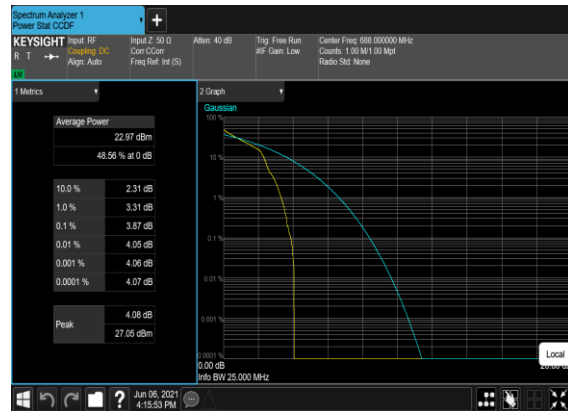 Spectrum Analyzer 1
Power Stat CCDF
+
KEYSIGHT
R T
LXI
Input: RF
Coupling: DC
Align: Auto
Input Z: 50 Ω
Corr CCorr
Freq Ref: Int (S)
Atten: 40 dB
Trig: Free Run
#IF Gain: Low
Center Freq: 688.000000 MHz
Counts: 1.00 M/1.00 Mpt
Radio Std: None
1 Metrics
Average Power
22.97 dBm
48.56 % at 0 dB
10.0 % 2.31 dB
1.0 % 3.31 dB
0.1 % 3.87 dB
0.01 % 4.05 dB
0.001 % 4.06 dB
0.0001 % 4.07 dB
Peak
4.08 dB
27.05 dBm
2 Graph
Gaussian
100 %
10 %
1 %
0.1 %
0.01 %
0.001 %
0.0001 %
0.00 dB
Info BW 25.000 MHz
Local
?
Jun 06, 2021
4:15:53 PM